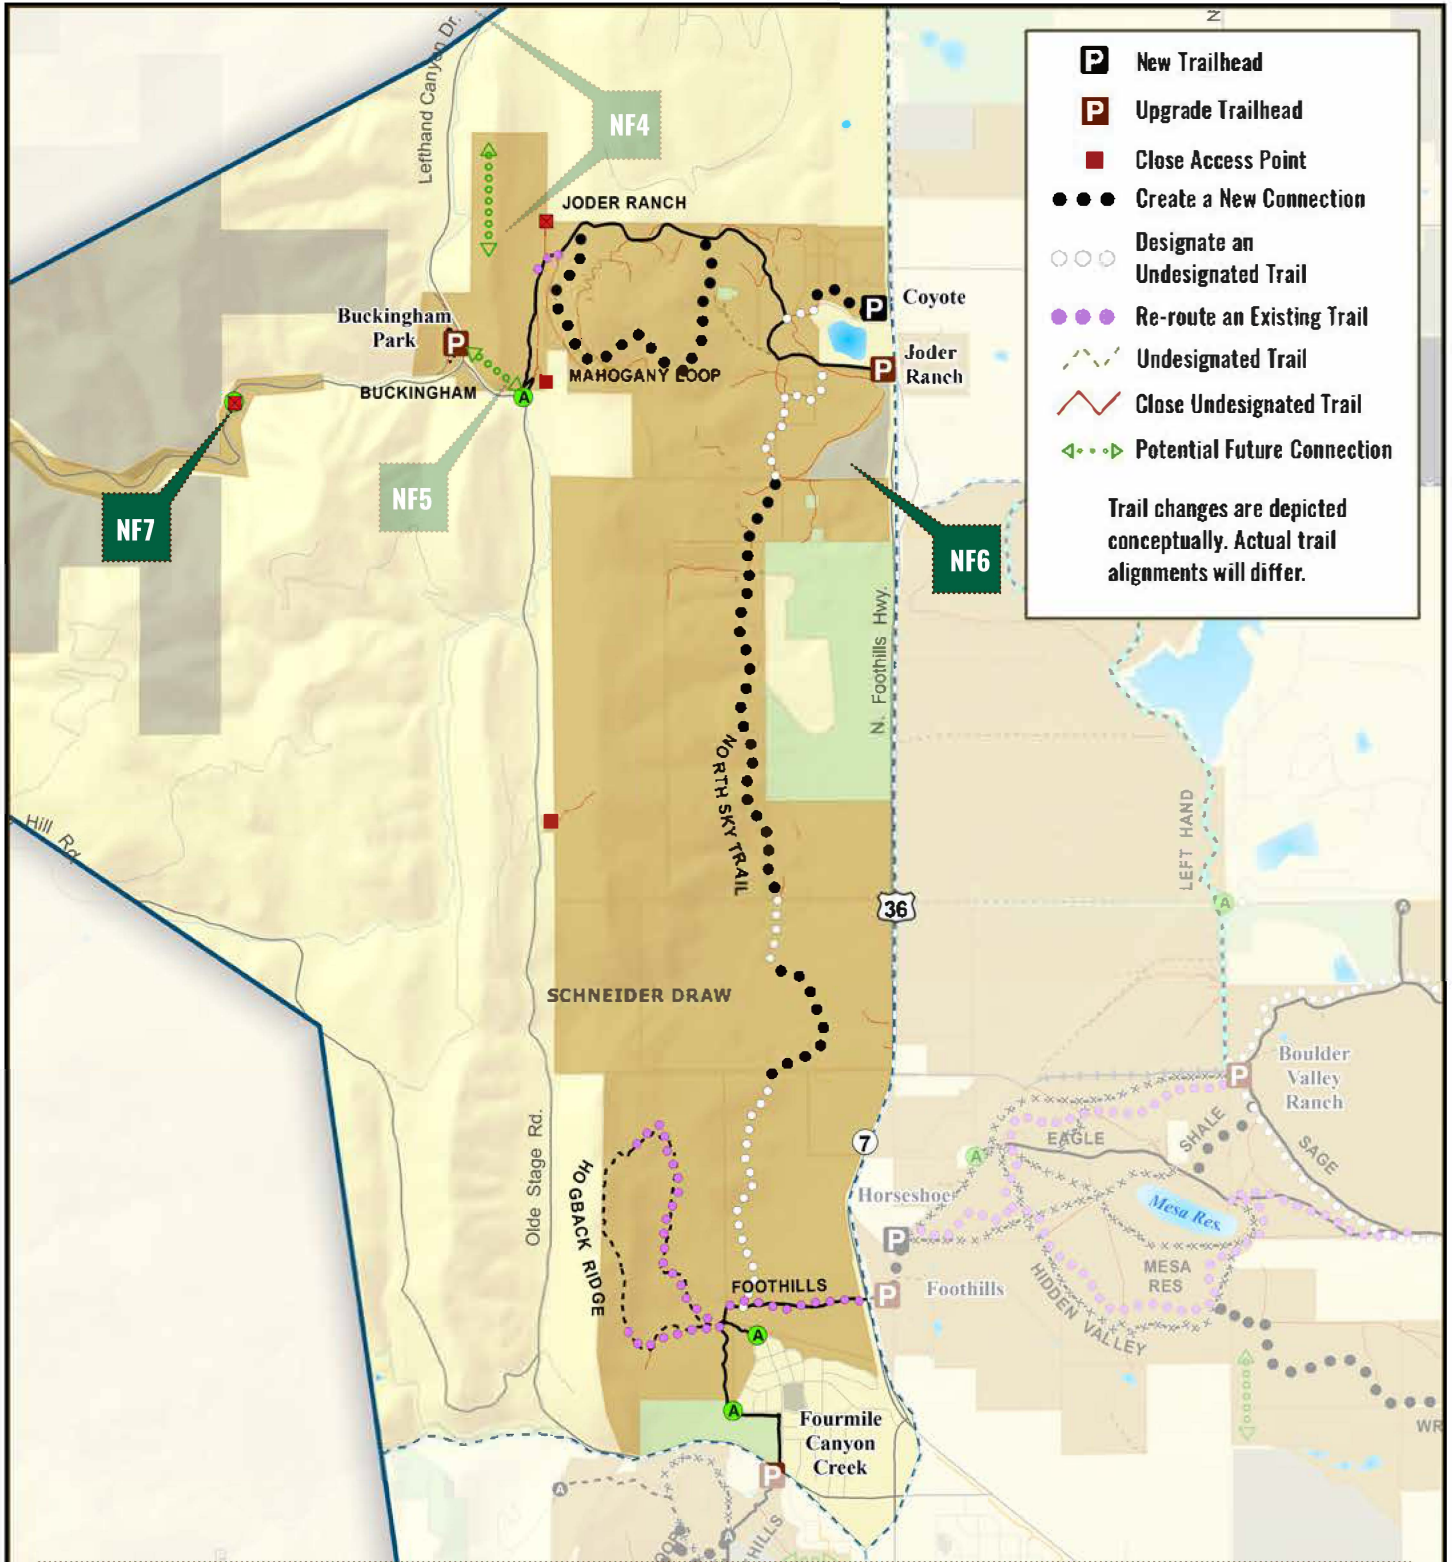 Z
Lefthand Canyon Dr.
NF4
JODER RANCH
Coyote
Buckingham
Park
P
P
P
Joder
Ranch
MAHOGANY LOOP
BUCKINGHAM
A
NF5
NF7
NF6
P New Trailhead
P Upgrade Trailhead
Close Access Point
Create a New Connection
Designate an
Undesignated Trail
Re-route an Existing Trail
Undesignated Trail
Close Undesignated Trail
Potential Future Connection
Trail changes are depicted
conceptually. Actual trail
alignments will differ.
N. Foothills Hwy.
NORTH SKY TRAIL
Hill Rd
LEFT HAND
36
A
A
SCHNEIDER DRAW
Boulder
Valley
Ranch
P
Olde Stage Rd.
7
EAGLE
SHALE
SAGE
A
HOGBACK RIDGE
Horseshoe
Mesa Res.
P
MESA
RES
HIDDEN VALLEY
FOOTHILLS
P
Foothills
A
A
Fourmile
Canyon
Creek
P
WR
A
A
HILLS